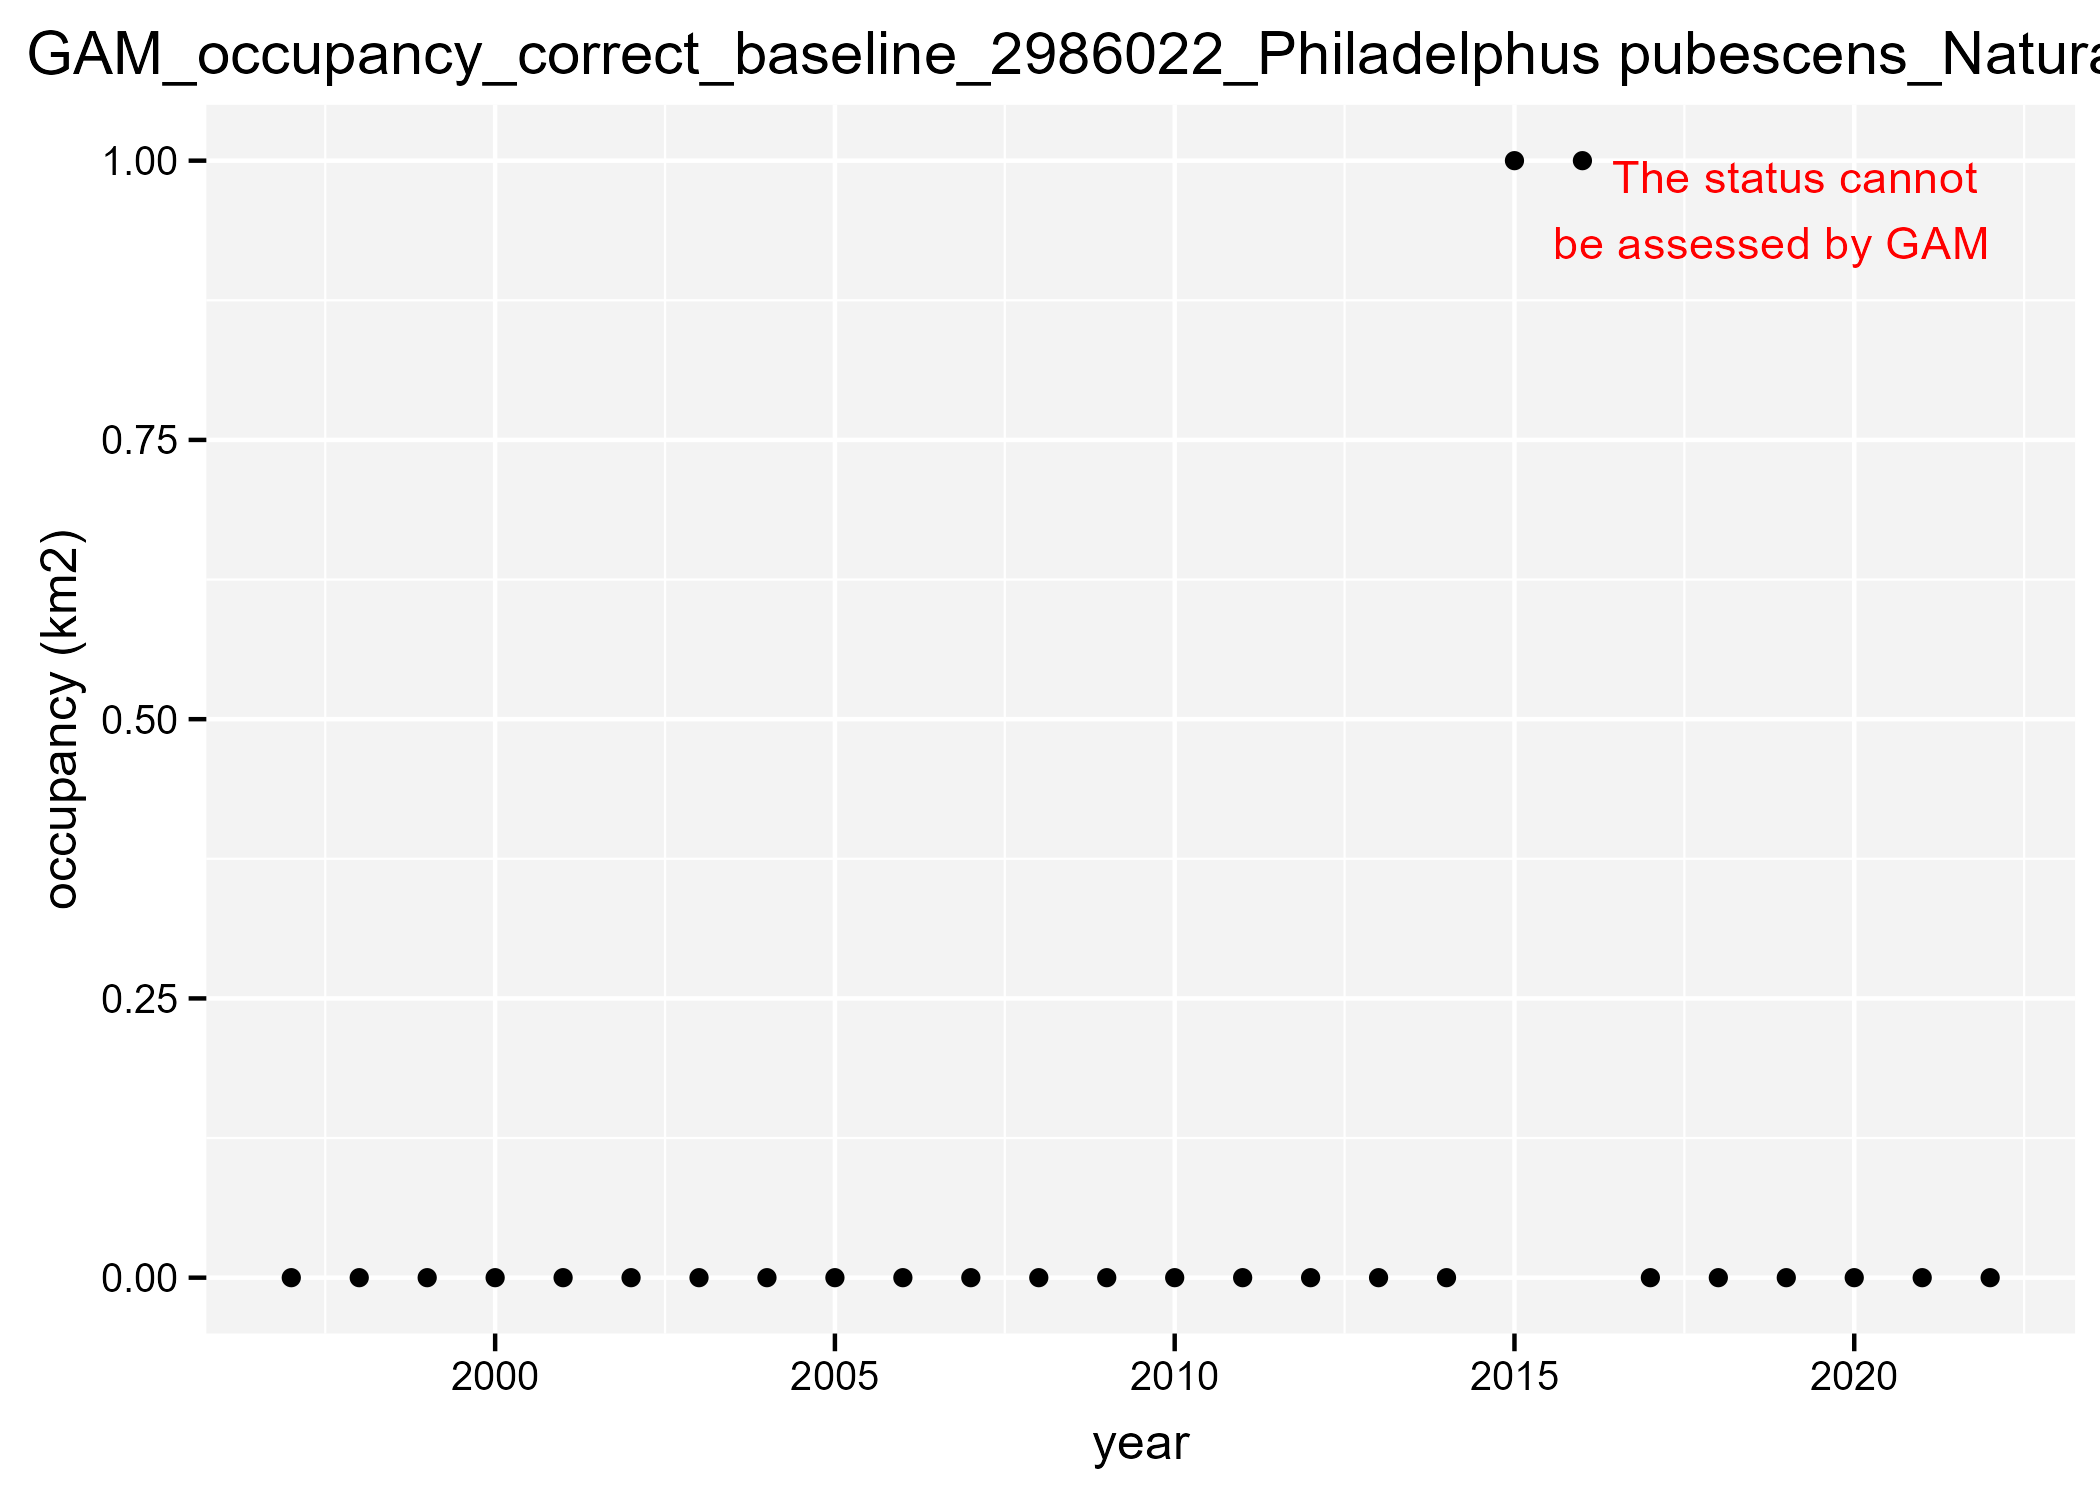 GAM_occupancy_correct_baseline_2986022_Philadelphus pubescens_Natura
1.00
The status cannot
be assessed by GAM
0.75
occupancy (km2)
0.50
0.25
0.00
2000 2005 2010 2015 2020
year